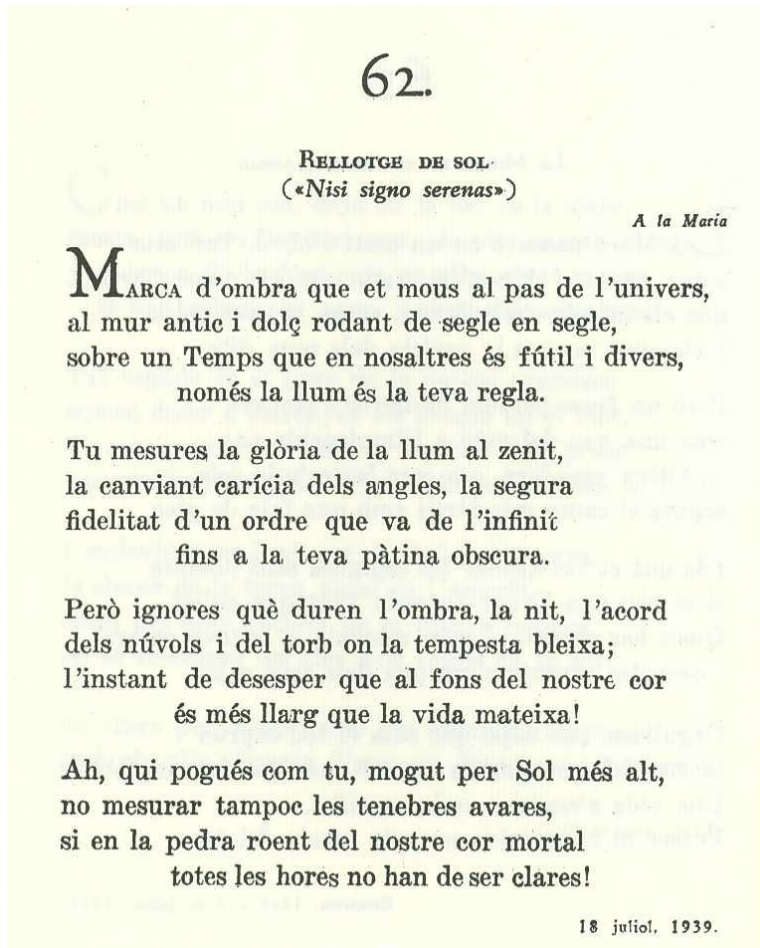 62.
RELLOTGE DE SOL
(«Nisi signo serenas»)
A la Maria
MARCA d'ombra que et mous al pas de l'univers,
al mur antic i dolç rodant de segle en segle,
sobre un Temps que en nosaltres és fútil i divers,
només la llum és la teva regla.
Tu mesures la glòria de la llum al zenit,
la canviant carícia dels angles, la segura
fidelitat d'un ordre que va de l'infinit
fins a la teva pàtina obscura.
Però ignores què duren l'ombra, la nit, l'acord
dels núvols i del torb on la tempesta bleixa;
l'instant de desesper que al fons del nostre cor
és més llarg que la vida mateixa!
Ah, qui pogués com tu, mogut per Sol més alt,
no mesurar tampoc les tenebres avares,
si en la pedra roent del nostre cor mortal
totes les hores no han de ser clares!
18 juliol, 1939.